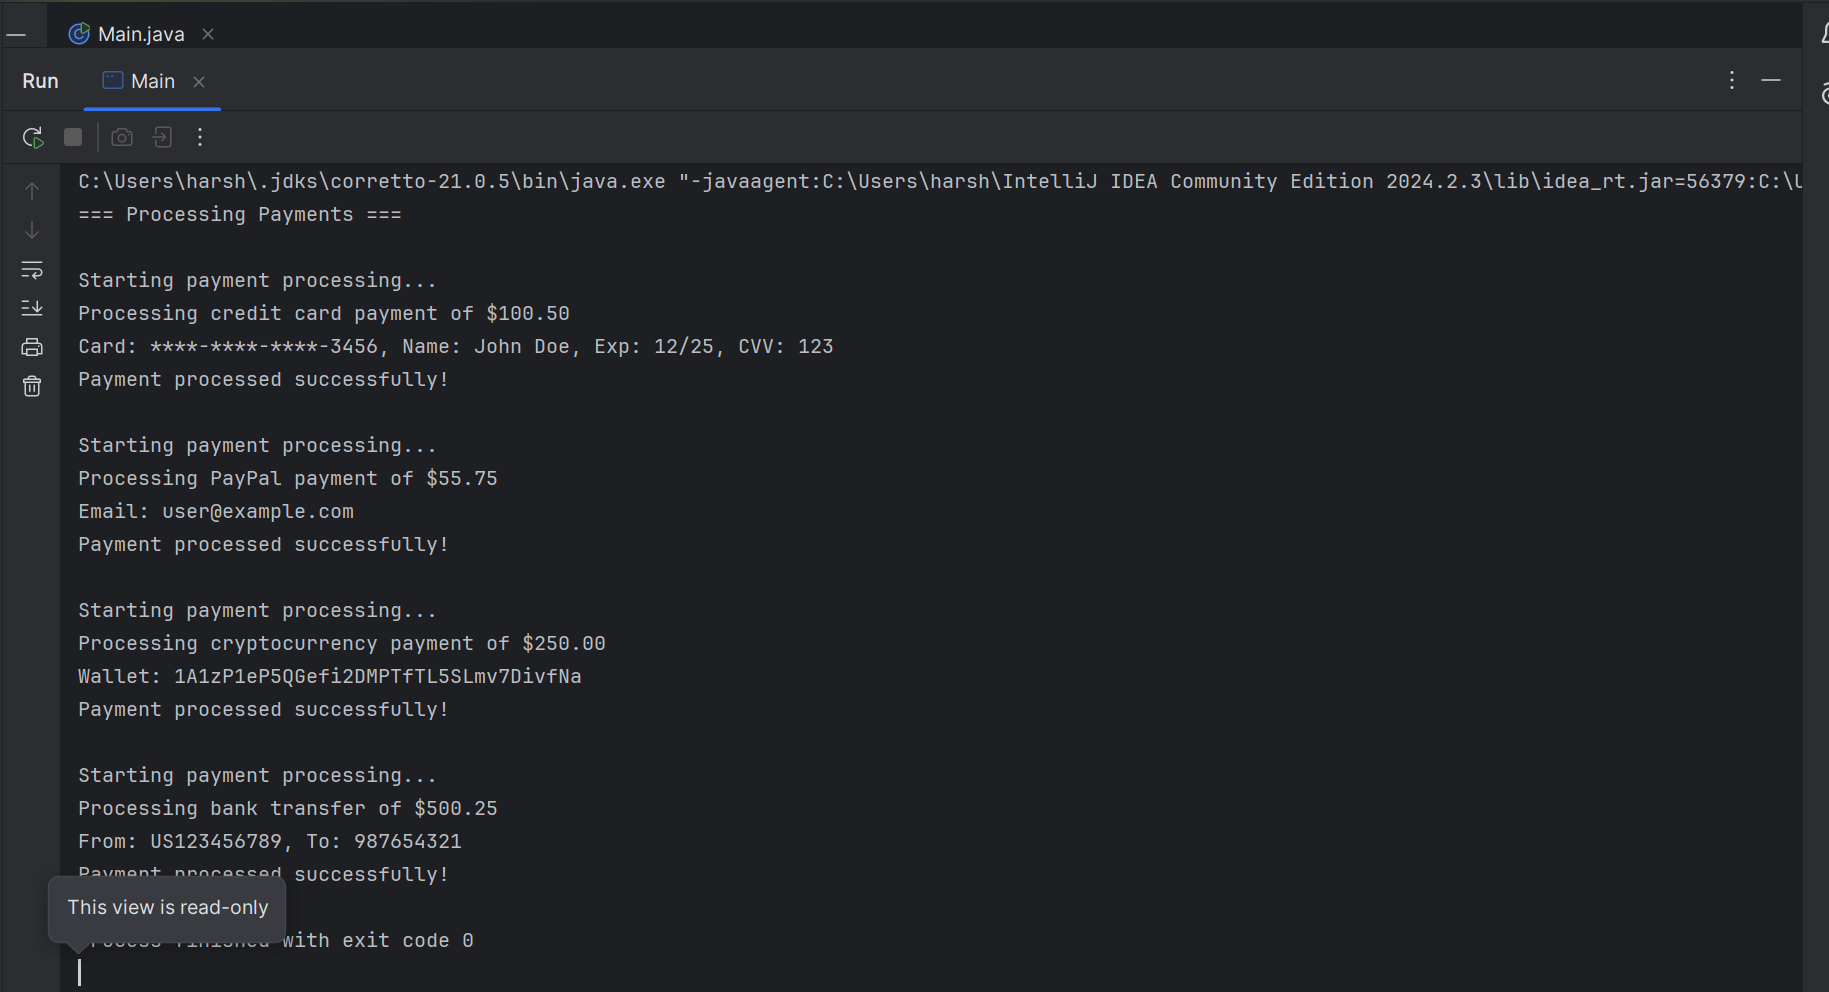 Main.java
Run Main
C:\Users\harsh\.jdks\corretto-21.0.5\bin\java.exe "-javaagent:C:\Users\harsh\IntelliJ IDEA Community Edition 2024.2.3\lib\idea_rt.jar=56379:C:\U
=== Processing Payments ===
Starting payment processing...
Processing credit card payment of $100.50
Card: ****-****-****-3456, Name: John Doe, Exp: 12/25, CVV: 123
Payment processed successfully!
Starting payment processing...
Processing PayPal payment of $55.75
Email: user@example.com
Payment processed successfully!
Starting payment processing...
Processing cryptocurrency payment of $250.00
Wallet: 1A1zP1eP5QGefi2DMPTfTL5SLmv7DivfNa
Payment processed successfully!
Starting payment processing...
Processing bank transfer of $500.25
From: US123456789, To: 987654321
Payment processed successfully!
This view is read-only
Process finished with exit code 0